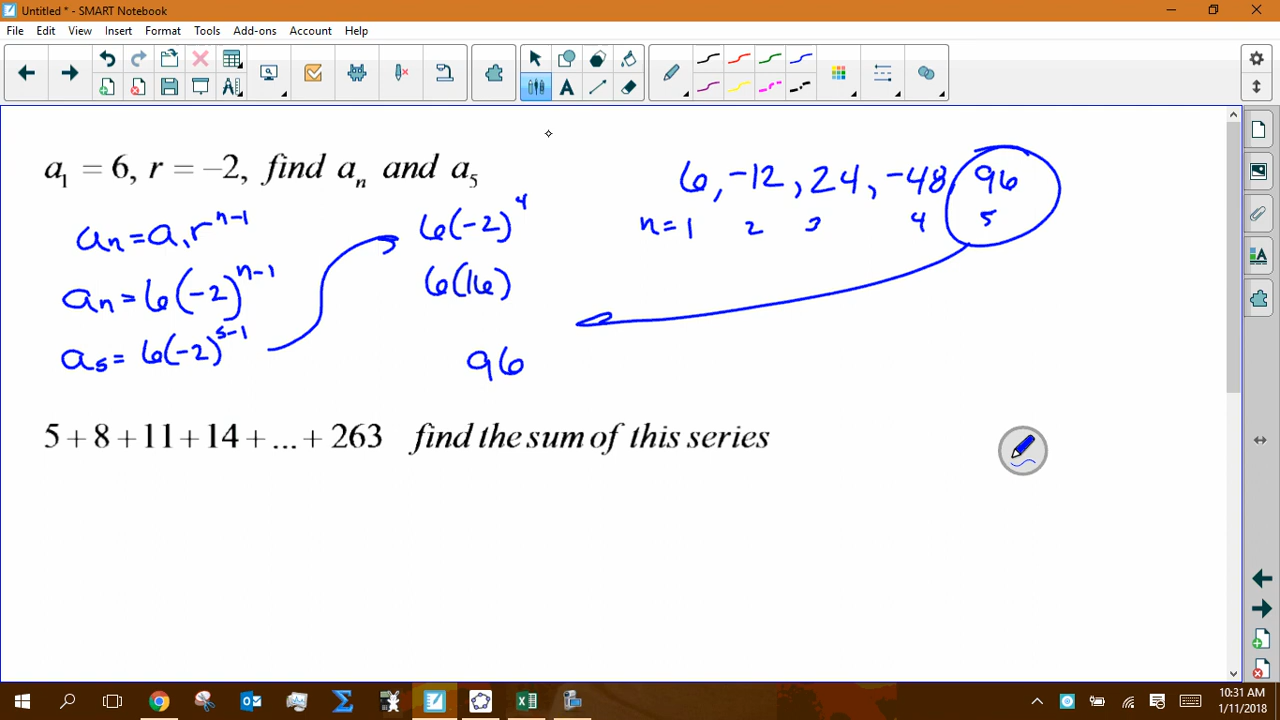 Untitled * - SMART Notebook
File Edit View Insert Format Tools Add-ons Account Help
a₁ = 6, r = −2, find aₙ and a₅
aₙ = a₁rⁿ⁻¹
aₙ = 6(-2)ⁿ⁻¹
a₅ = 6(-2)⁵⁻¹
6(-2)⁴
6(16)
96
6, -12, 24, -48, 96
n=1 2 3 4 5
5 + 8 + 11 + 14 + ... + 263 find the sum of this series
10:31 AM
1/11/2018